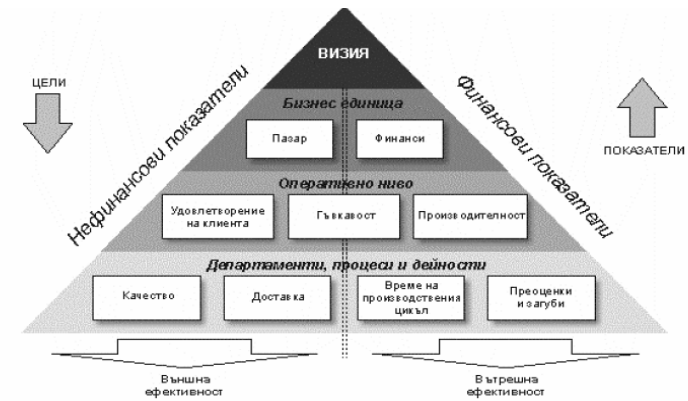 ВИЗИЯ
ЦЕЛИ
Нефинансови показатели
Финансови показатели
ПОКАЗАТЕЛИ
Бизнес единица
Пазар
Финанси
Оперативно ниво
Удовлетворение
на клиента
Гъвкавост
Производителност
Департаменти, процеси и дейности
Качество
Доставка
Време на
производствения
цикъл
Преоценки
и загуби
Външна
ефективност
Вътрешна
ефективност